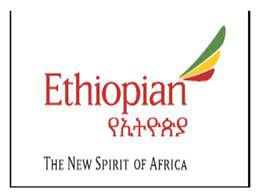 Ethiopian
የኢትዮጵያ
THE NEW SPIRIT OF AFRICA